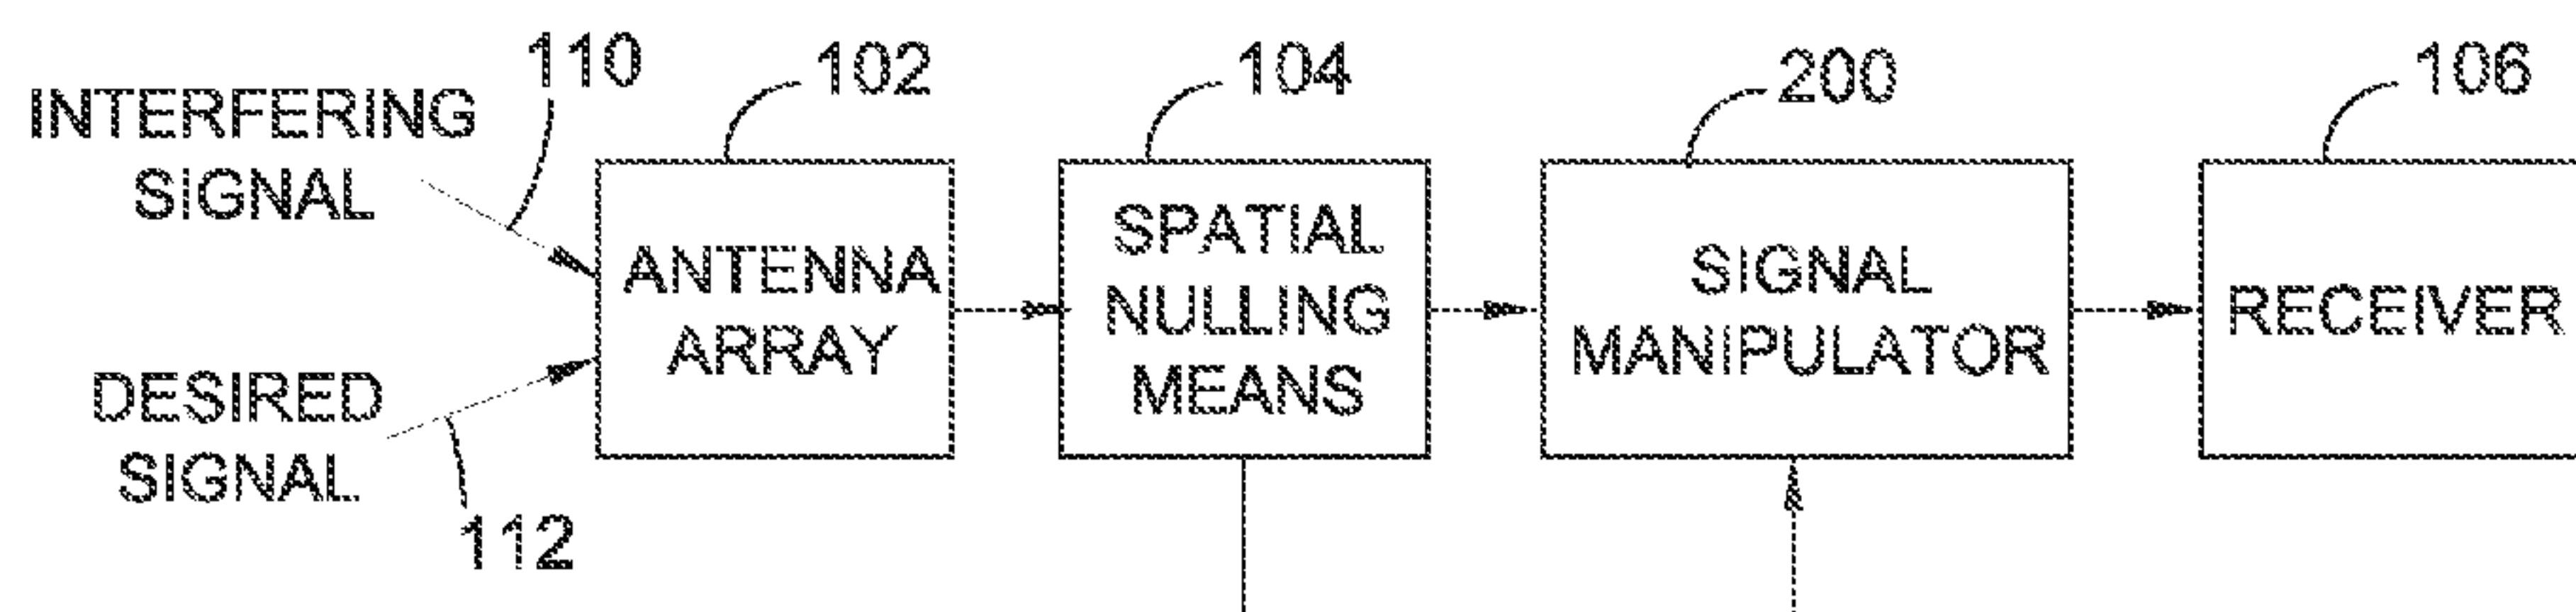 110
102
104
200
106
INTERFERING
SIGNAL
DESIRED
SIGNAL
112
ANTENNA
ARRAY
SPATIAL
NULLING
MEANS
SIGNAL
MANIPULATOR
RECEIVER